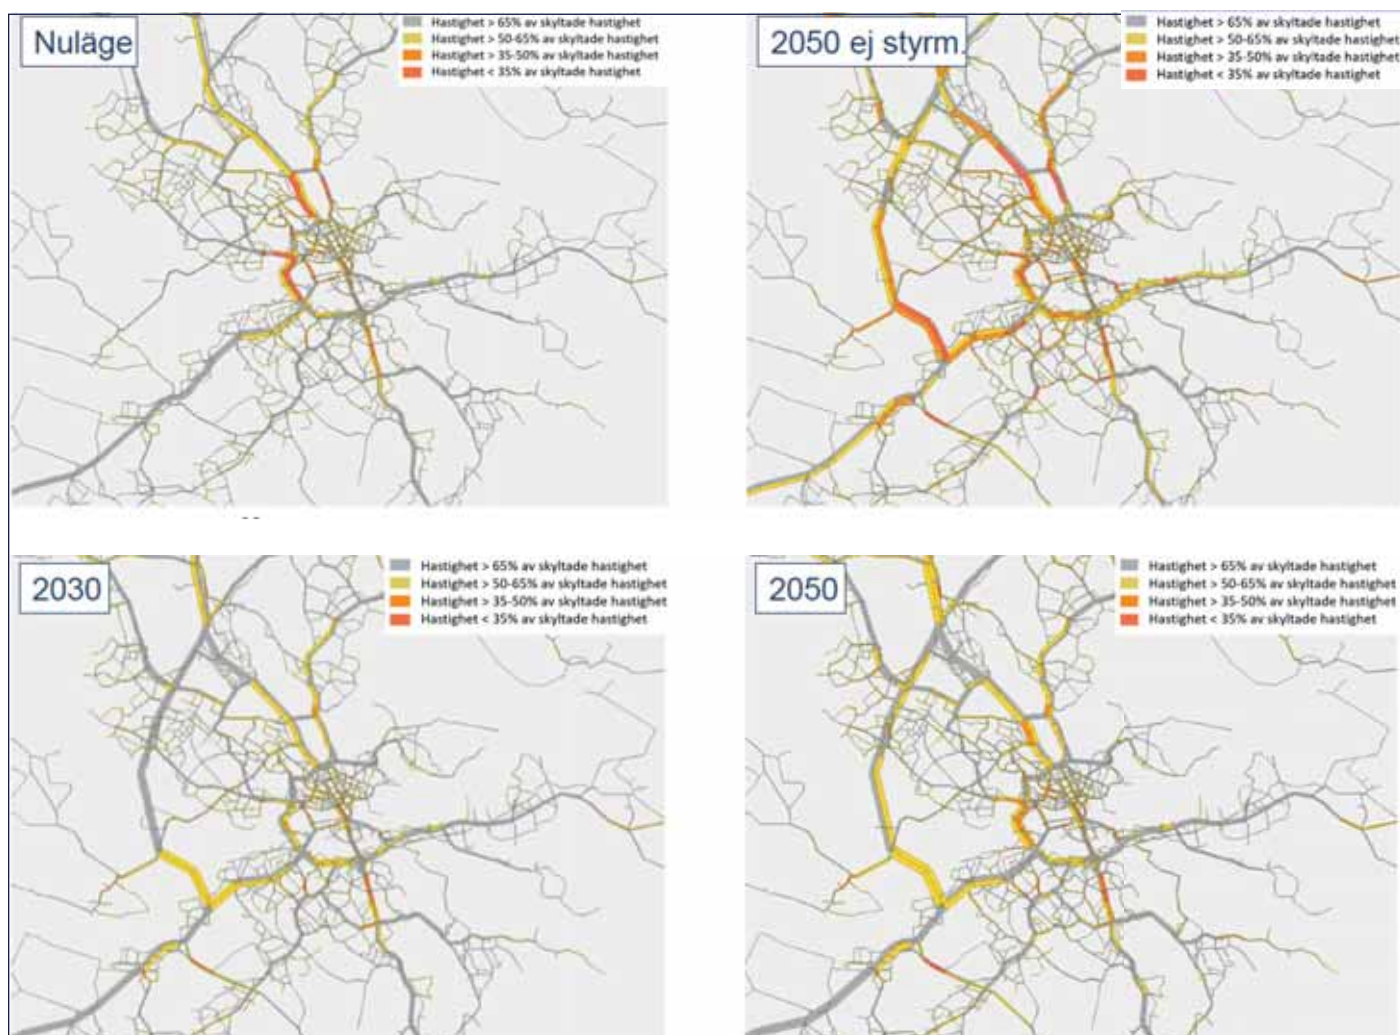 Nuläge
Hastighet > 65% av skyltade hastighet
Hastighet > 50-65% av skyltade hastighet
Hastighet > 35-50% av skyltade hastighet
Hastighet < 35% av skyltade hastighet
2050 ej styrm.
Hastighet > 65% av skyltade hastighet
Hastighet > 50-65% av skyltade hastighet
Hastighet > 35-50% av skyltade hastighet
Hastighet < 35% av skyltade hastighet
2030
Hastighet > 65% av skyltade hastighet
Hastighet > 50-65% av skyltade hastighet
Hastighet > 35-50% av skyltade hastighet
Hastighet < 35% av skyltade hastighet
2050
Hastighet > 65% av skyltade hastighet
Hastighet > 50-65% av skyltade hastighet
Hastighet > 35-50% av skyltade hastighet
Hastighet < 35% av skyltade hastighet